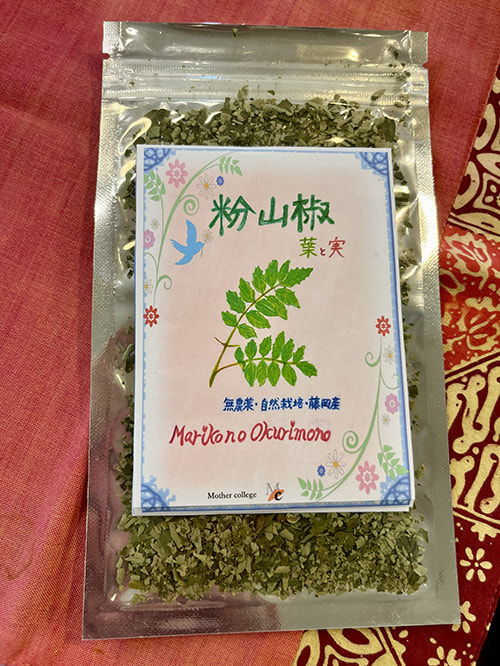 粉山椒
葉と実
無農薬・自然栽培・藤岡産
Mariko no Okurimono
Mother college Mc